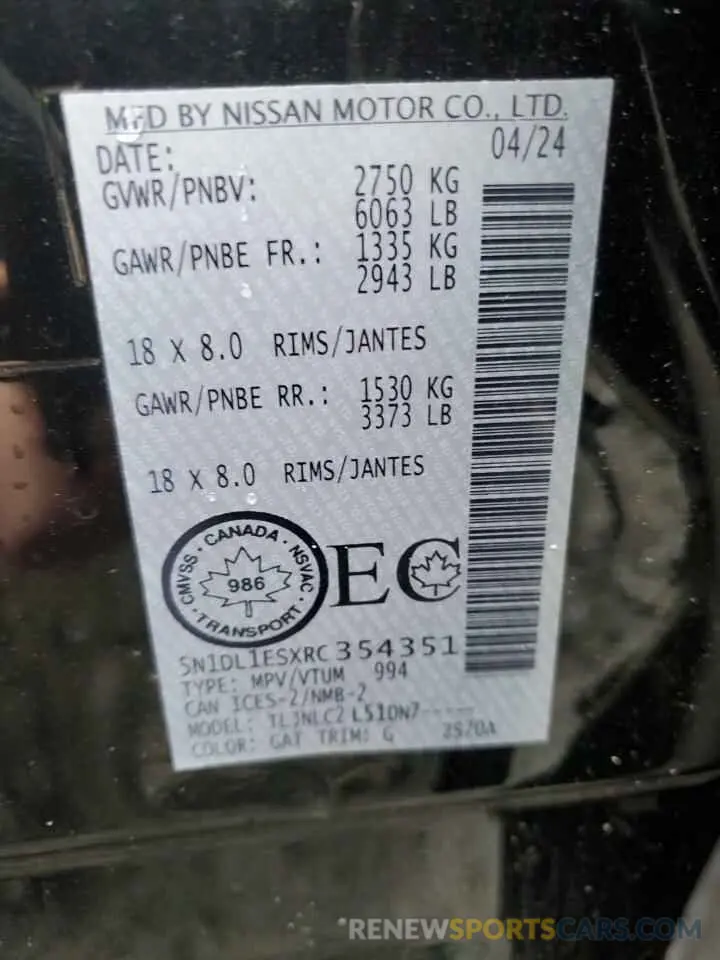 MFD BY NISSAN MOTOR CO., LTD.
DATE: 04/24
GVWR/PNBV: 2750 KG
6063 LB
GAWR/PNBE FR.: 1335 KG
2943 LB
18 X 8.0 RIMS/JANTES
GAWR/PNBE RR.: 1530 KG
3373 LB
18 X 8.0 RIMS/JANTES
CANADA · NSVAC · TRANSPORT · CMVSS ·
986
EC
5N1DL1ESXRC354351
TYPE: MPV/VTUM 994
CAN ICES-2/NMB-2
MODEL: TLJNLC2 L51DN7-----
COLOR: GAT TRIM: G
RENEWSPORTSCARS.COM